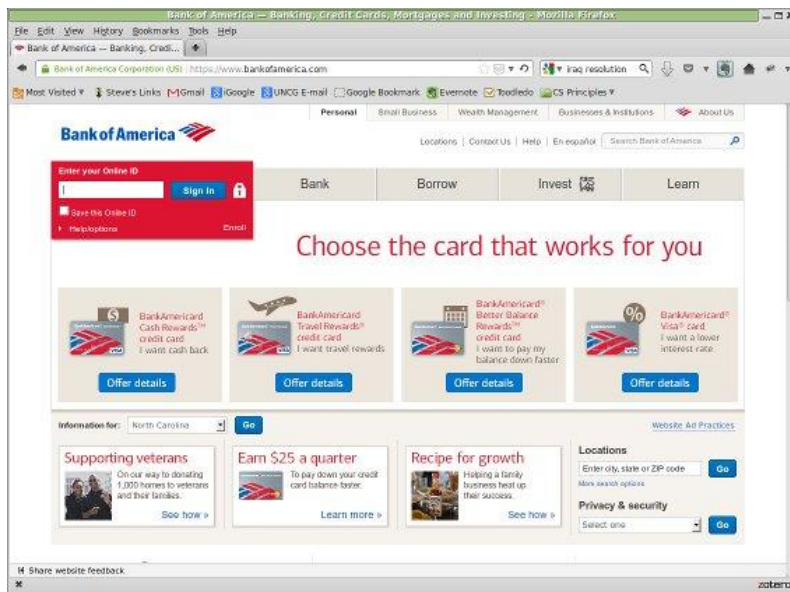 Bank of America — Banking, Credit Cards, Mortgages and Investing - Mozilla Firefox
File Edit View History Bookmarks Tools Help
Bank of America — Banking, Credi...
Bank of America Corporation (US) https://www.bankofamerica.com
iraq resolution
Most Visited Steve's Links Gmail iGoogle UNCG E-mail Google Bookmark Evernote Toodledo CS Principles
Personal Small Business Wealth Management Businesses & Institutions About Us
Bank of America
Locations | Contact Us | Help | En español Search Bank of America
Enter your Online ID
Sign In
Save this Online ID
Help/options Enroll
Bank Borrow Invest Learn
Choose the card that works for you
BankAmericard
Cash Rewards™
credit card
I want cash back
Offer details
BankAmericard
Travel Rewards®
credit card
I want travel rewards
Offer details
BankAmericard®
Better Balance
Rewards™
credit card
I want to pay my
balance down faster
Offer details
BankAmericard®
Visa® card
I want a lower
interest rate
Offer details
Information for: North Carolina Go
Website Ad Practices
Supporting veterans
On our way to donating
1,000 homes to veterans
and their families.
See how »
Earn $25 a quarter
To pay down your credit
card balance faster.
Learn more »
Recipe for growth
Helping a family
business heat up
their success.
See how »
Locations
Enter city, state or ZIP code Go
More search options
Privacy & security
Select one Go
Share website feedback
zotero